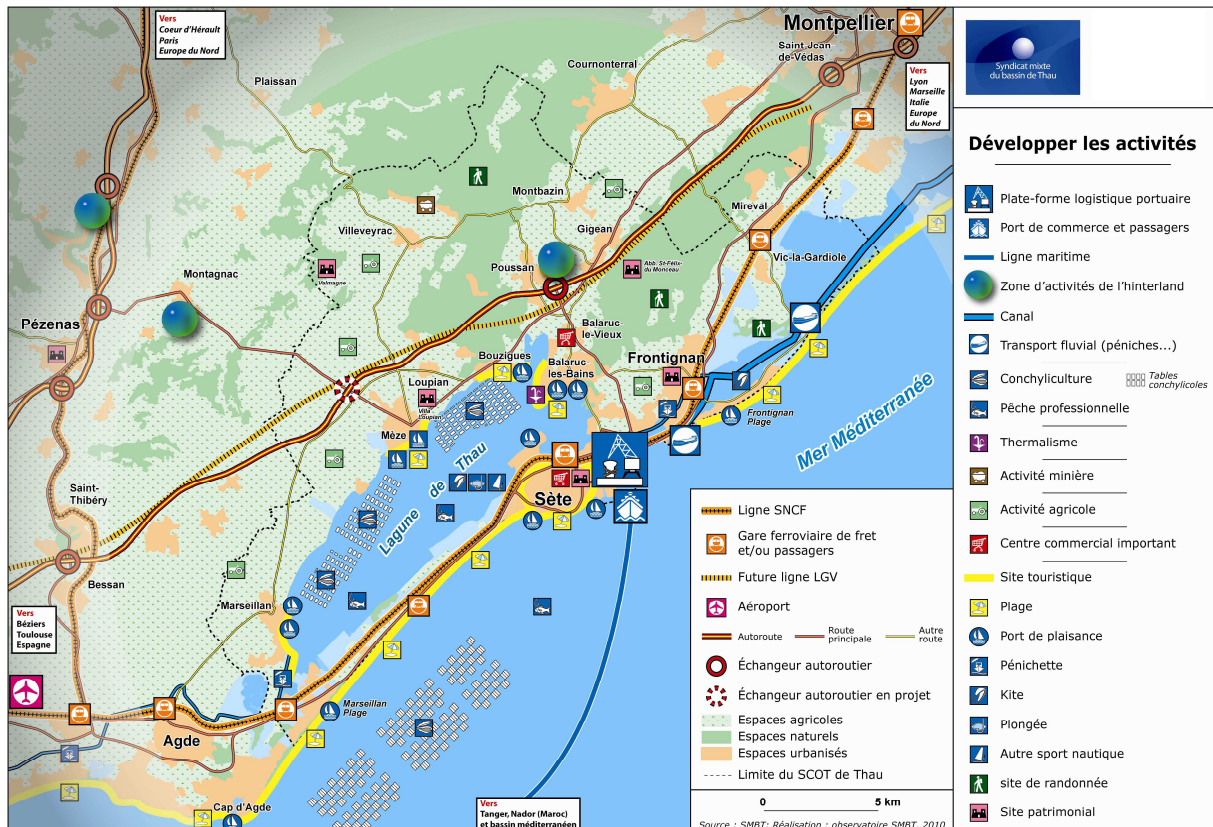 Vers
Coeur d'Hérault
Paris
Europe du Nord
Montpellier
Saint-Jean
de-Védas
Cournonterral
Plaissan
Vers
Lyon
Marseille
Italie
Europe
du Nord
Montbazin
Mireval
Gigean
Villeveyrac
Vic-la-Gardiole
Poussan
Abb. St-Félix-
du Monceau
Valmagne
Montagnac
Pézenas
Balaruc
le-Vieux
Bouzigues
Balaruc
les-Bains
Frontignan
Loupian
Villa
Loupian
Frontignan
Plage
Mèze
Mer Méditerranée
Lagune de Thau
Sète
Saint-
Thibéry
Bessan
Marseillan
Vers
Béziers
Toulouse
Espagne
Marseillan
Plage
Agde
Cap d'Agde
Vers
Tanger, Nador (Maroc)
et bassin méditerranéen
Ligne SNCF
Gare ferroviaire de fret
et/ou passagers
Future ligne LGV
Aéroport
Autoroute
Route
principale
Autre
route
Échangeur autoroutier
Échangeur autoroutier en projet
Espaces agricoles
Espaces naturels
Espaces urbanisés
Limite du SCOT de Thau
0 5 km
Source : SMBT; Réalisation : observatoire SMBT, 2010
Syndicat mixte
du bassin de Thau
Développer les activités
Plate-forme logistique portuaire
Port de commerce et passagers
Ligne maritime
Zone d'activités de l'hinterland
Canal
Transport fluvial (péniches...)
Conchyliculture
Tables
conchylicoles
Pêche professionnelle
Thermalisme
Activité minière
Activité agricole
Centre commercial important
Site touristique
Plage
Port de plaisance
Pénichette
Kite
Plongée
Autre sport nautique
site de randonnée
Site patrimonial